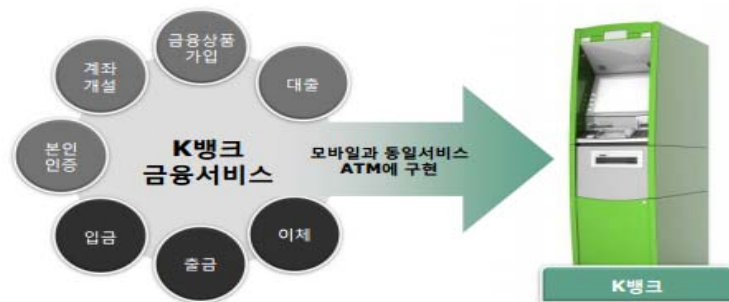 금융상품
가입
계좌
개설
대출
본인
인증
K뱅크
금융서비스
모바일과 동일서비스
ATM에 구현
입금
출금
이체
K뱅크